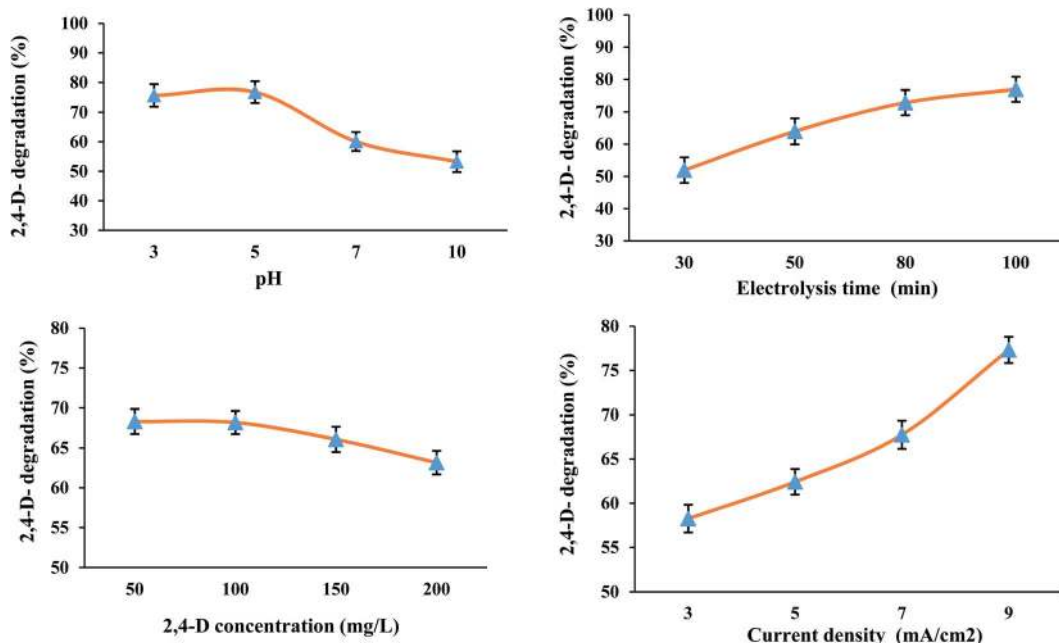 2,4-D- degradation (%)
100
90
80
70
60
50
40
30
3 5 7 10
pH
2,4-D- degradation (%)
100
90
80
70
60
50
40
30
30 50 80 100
Electrolysis time (min)
2,4-D- degradation (%)
80
75
70
65
60
55
50
50 100 150 200
2,4-D concentration (mg/L)
2,4-D- degradation (%)
80
75
70
65
60
55
50
3 5 7 9
Current density (mA/cm2)